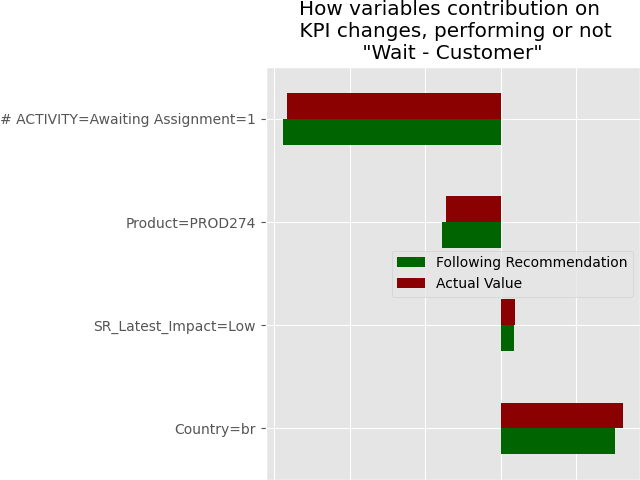 How variables contribution on
KPI changes, performing or not
"Wait - Customer"
# ACTIVITY=Awaiting Assignment=1
Product=PROD274
Following Recommendation
Actual Value
SR_Latest_Impact=Low
Country=br